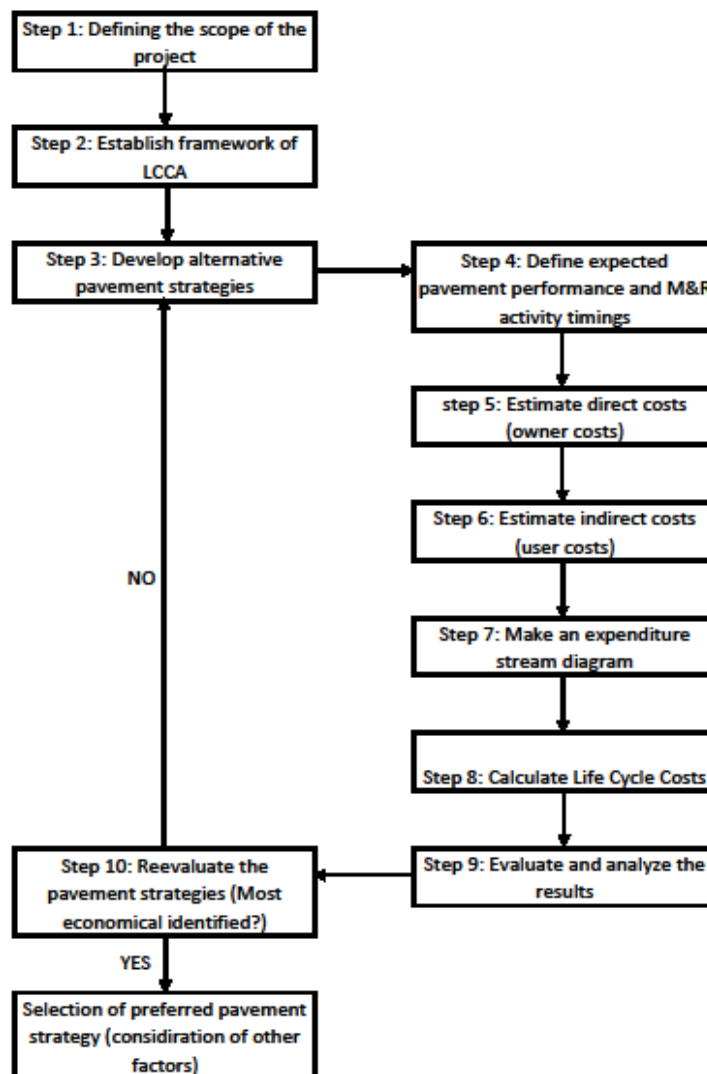 Step 1: Defining the scope of the
project
Step 2: Establish framework of
LCCA
Step 3: Develop alternative
pavement strategies
Step 4: Define expected
pavement performance and M&R
activity timings
step 5: Estimate direct costs
(owner costs)
Step 6: Estimate indirect costs
(user costs)
NO
Step 7: Make an expenditure
stream diagram
Step 8: Calculate Life Cycle Costs
Step 9: Evaluate and analyze the
results
Step 10: Reevaluate the
pavement strategies (Most
economical identified?)
YES
Selection of preferred pavement
strategy (considiration of other
factors)